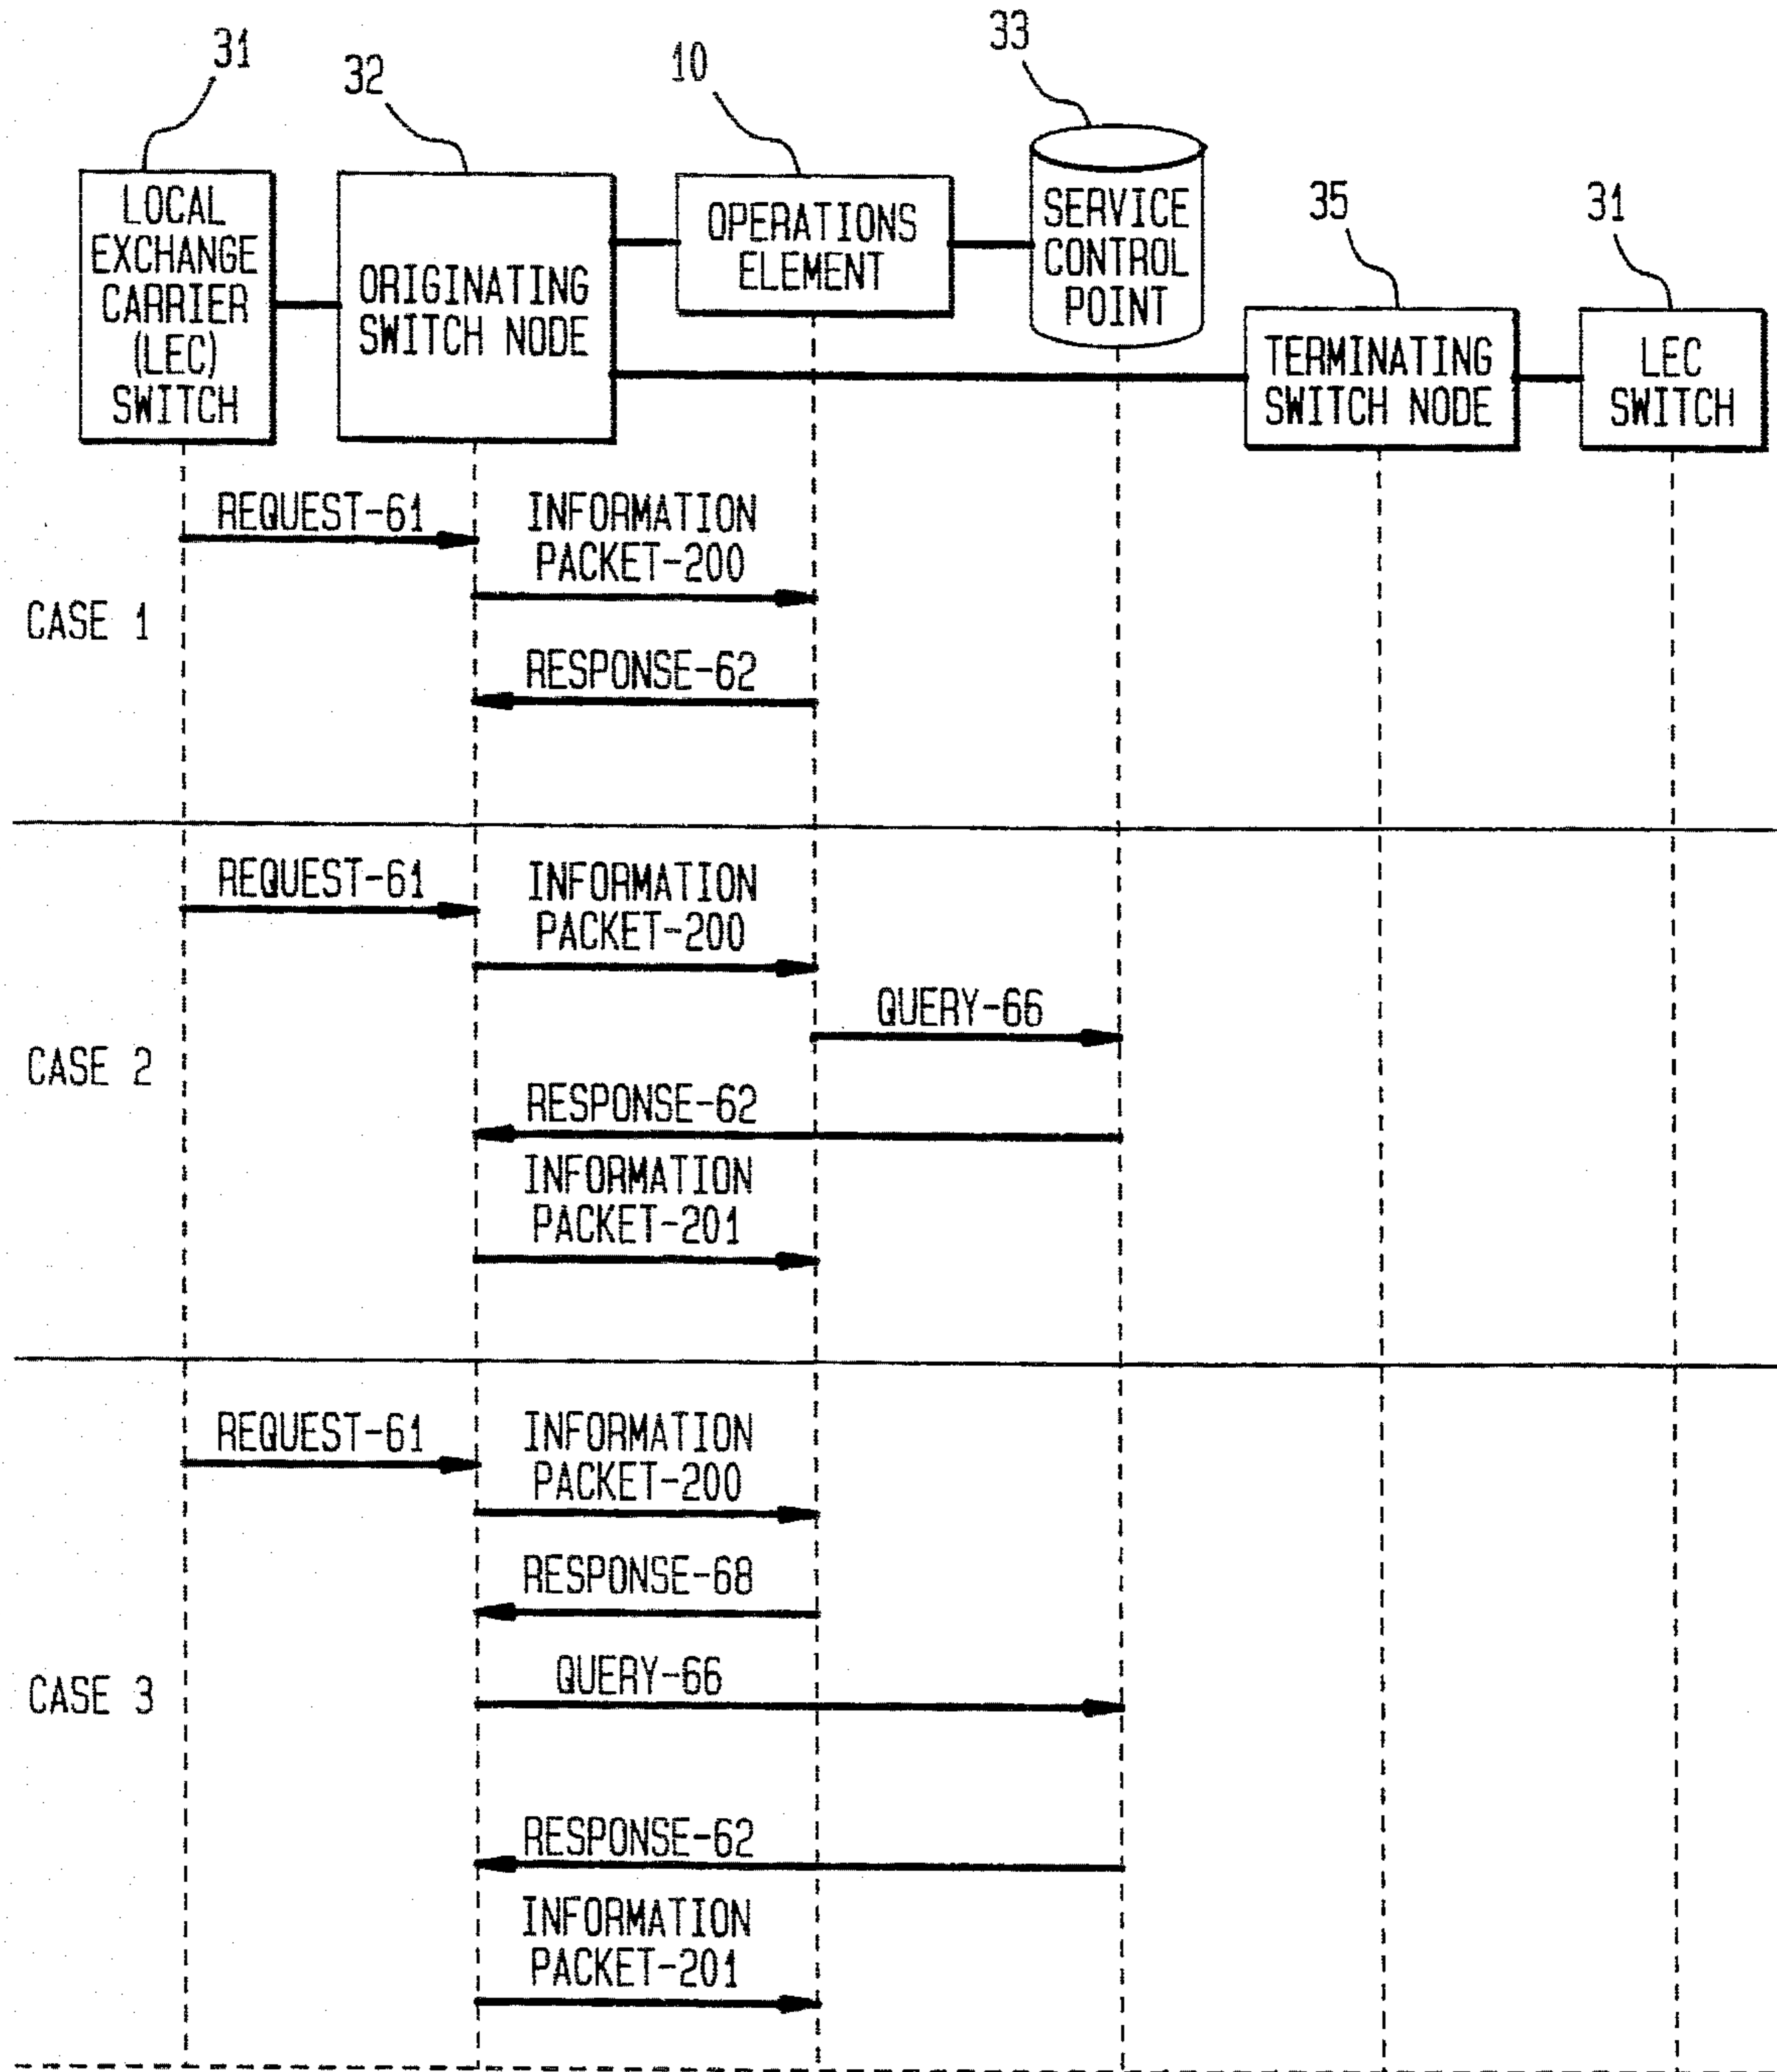 31
32
10
33
35
31
LOCAL
EXCHANGE
CARRIER
(LEC)
SWITCH
ORIGINATING
SWITCH NODE
OPERATIONS
ELEMENT
SERVICE
CONTROL
POINT
TERMINATING
SWITCH NODE
LEC
SWITCH
CASE 1
REQUEST-61
INFORMATION
PACKET-200
RESPONSE-62
CASE 2
REQUEST-61
INFORMATION
PACKET-200
QUERY-66
RESPONSE-62
INFORMATION
PACKET-201
CASE 3
REQUEST-61
INFORMATION
PACKET-200
RESPONSE-68
QUERY-66
RESPONSE-62
INFORMATION
PACKET-201